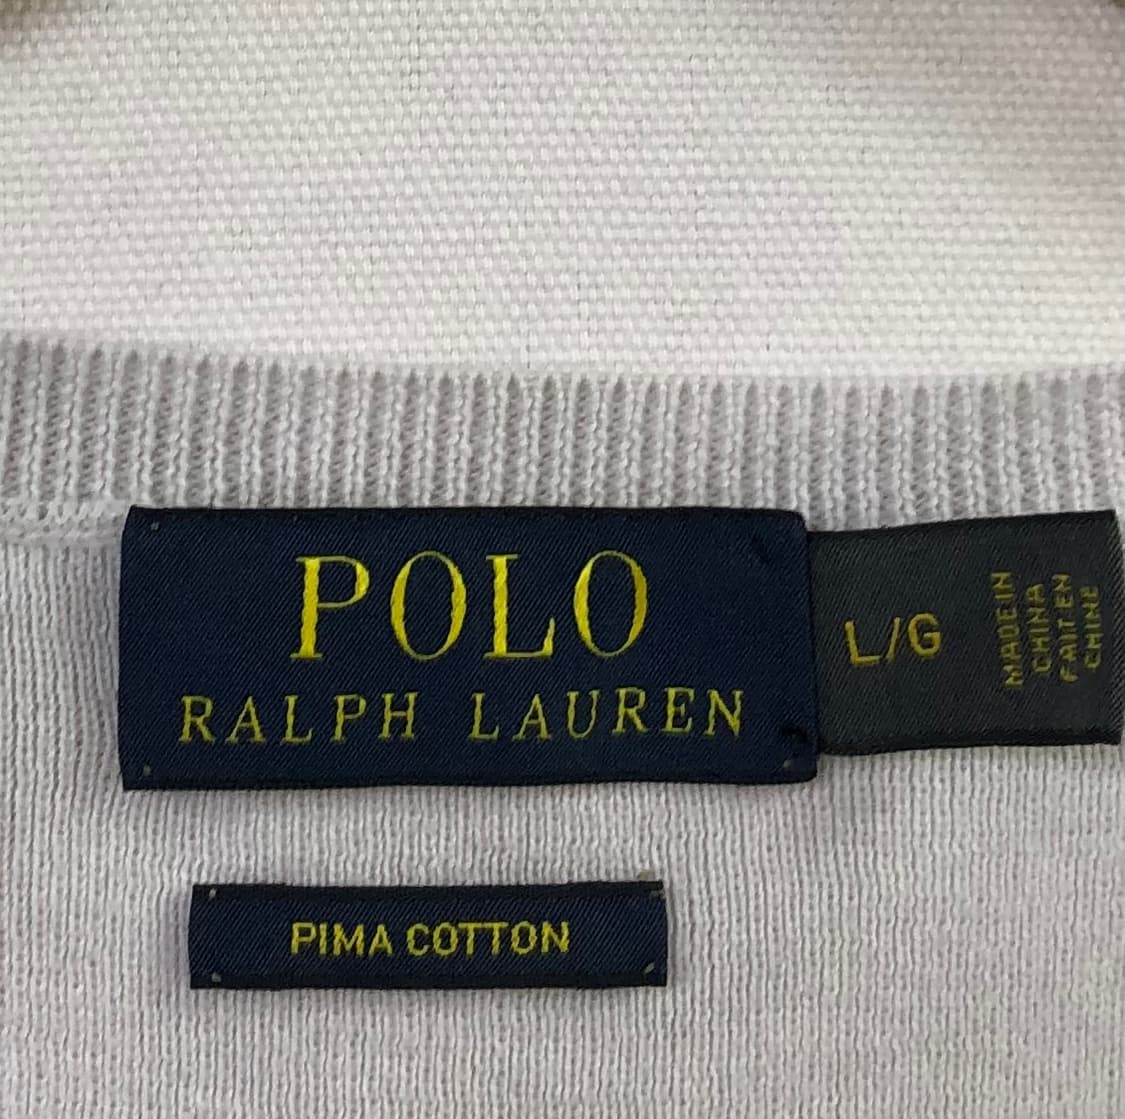 POLO
RALPH LAUREN
L/G
MADE IN
CHINA
FAIT EN
CHINE
PIMA COTTON